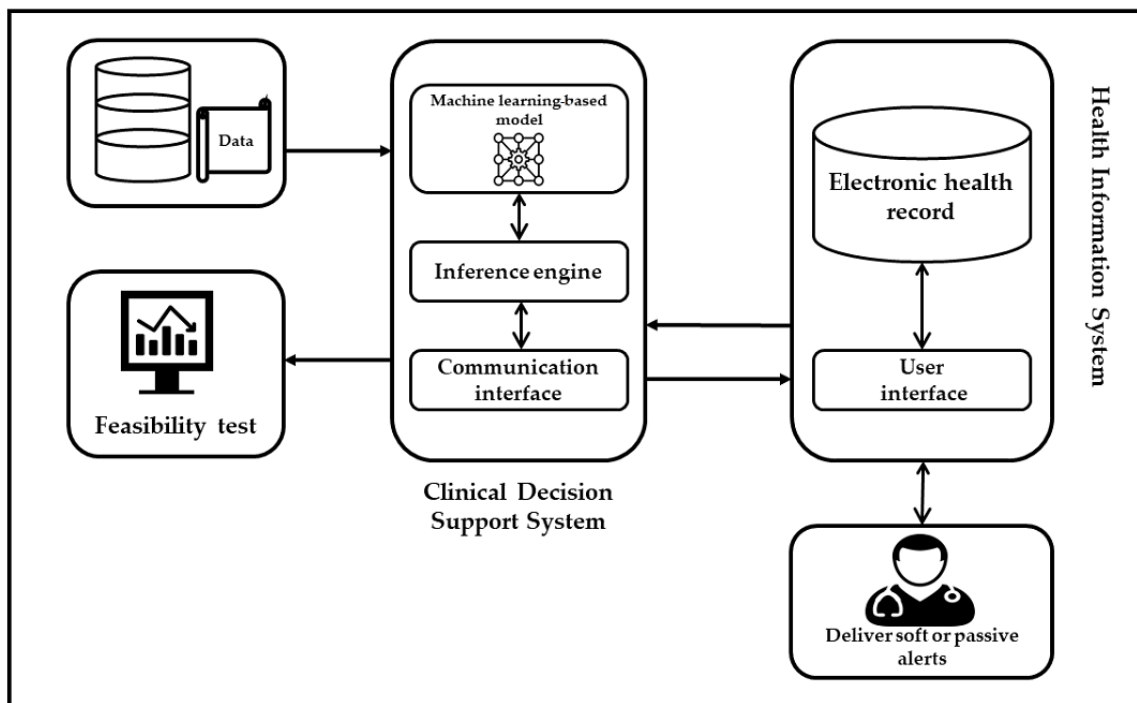 Data
Machine learning-based
model
Inference engine
Communication
interface
Clinical Decision
Support System
Feasibility test
Electronic health
record
User
interface
Health Information System
Deliver soft or passive
alerts